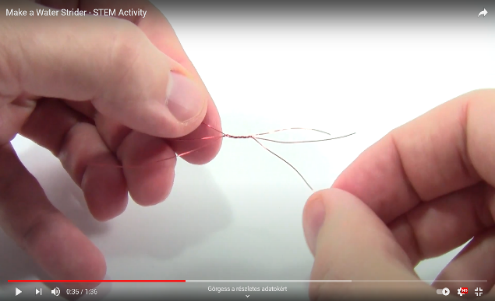 Make a Water Strider - STEM Activity
0:35 / 1:30
Görgess a részletes adatokért